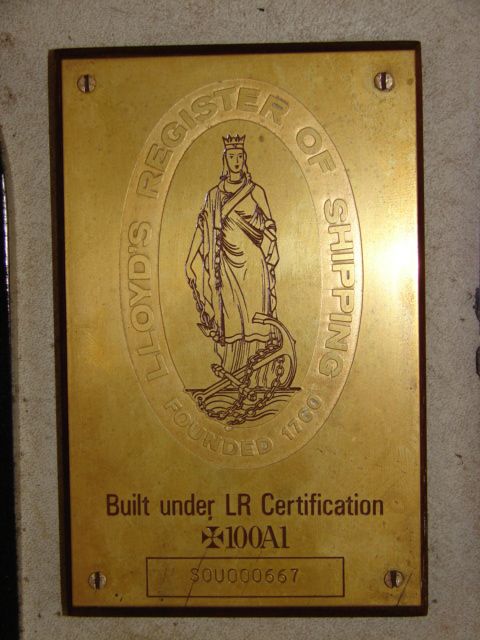 LLOYD'S REGISTER OF SHIPPING
FOUNDED 1760
Built under LR Certification
✠100A1
SOU000667